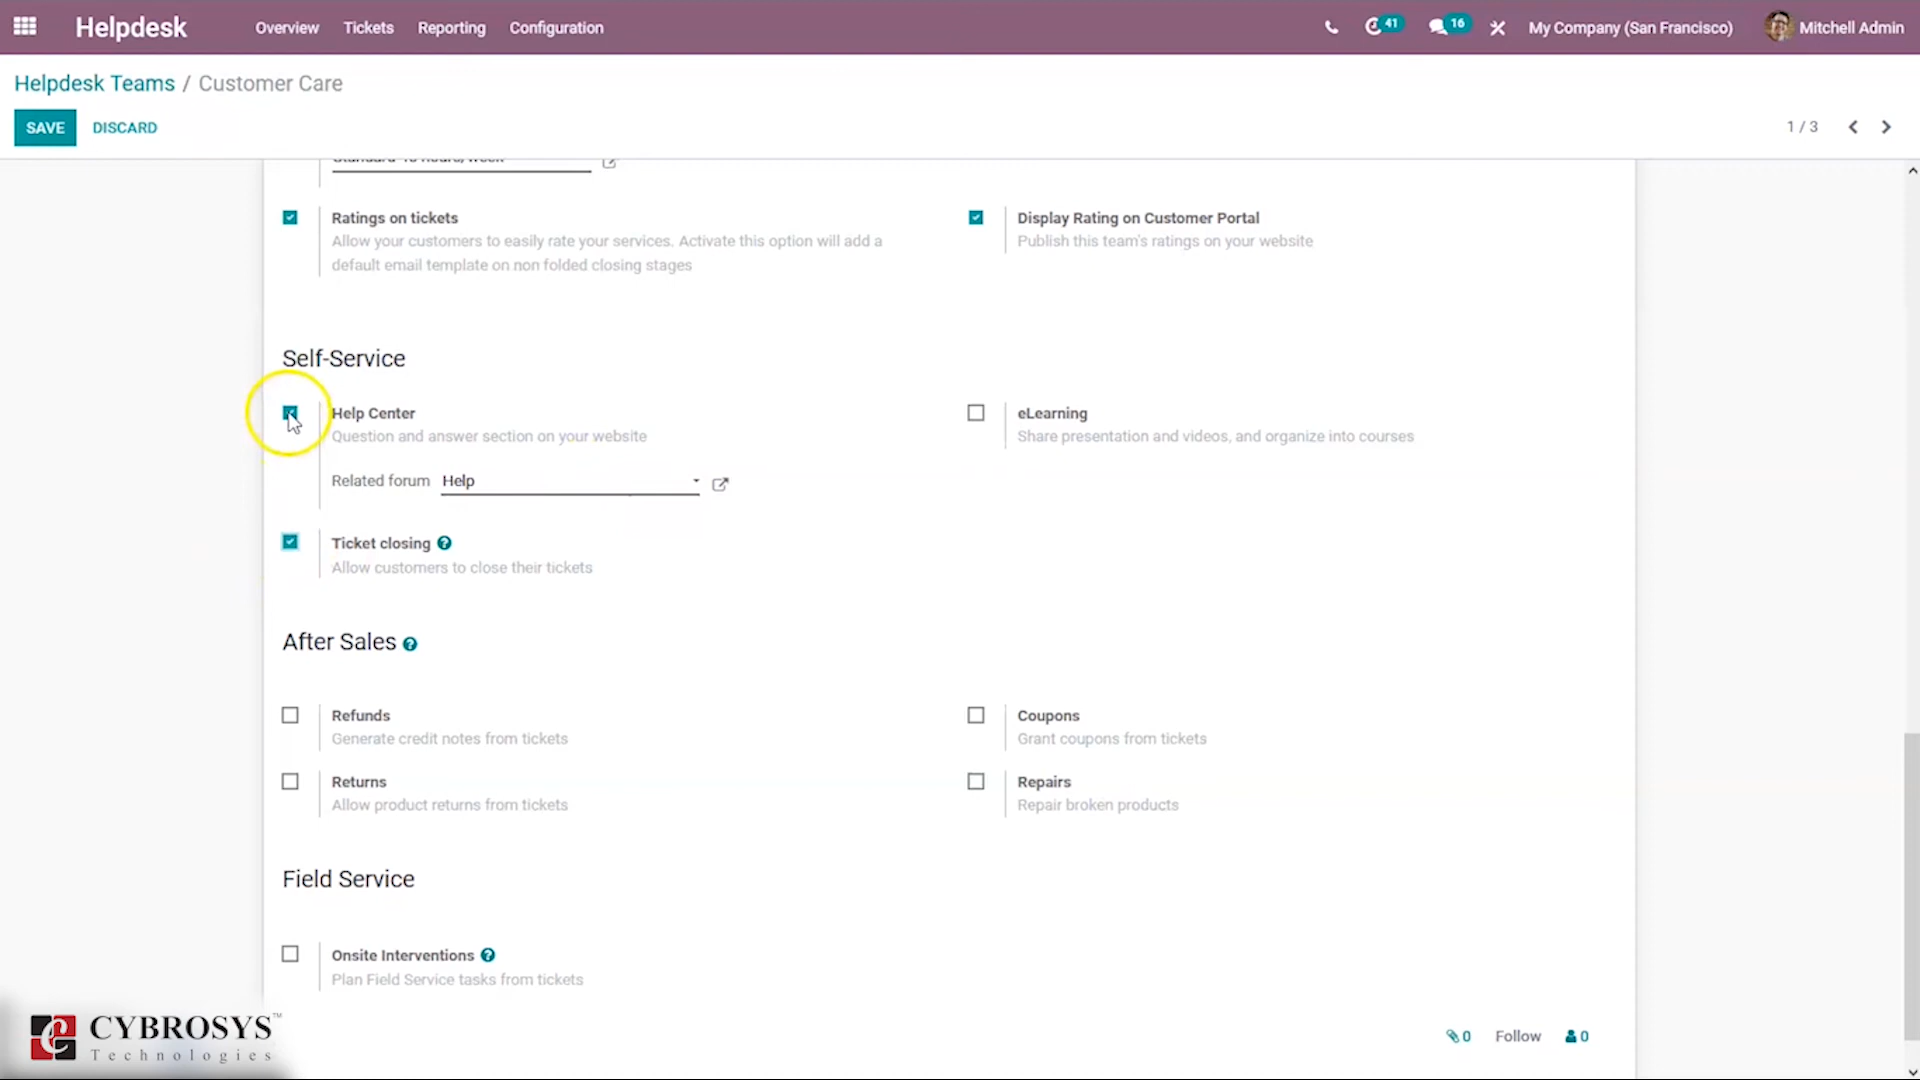 Helpdesk Overview Tickets Reporting Configuration 41 16 My Company (San Francisco) Mitchell Admin
Helpdesk Teams / Customer Care
SAVE DISCARD 1 / 3
Ratings on tickets
Allow your customers to easily rate your services. Activate this option will add a
default email template on non folded closing stages
Display Rating on Customer Portal
Publish this team's ratings on your website
Self-Service
Help Center
Question and answer section on your website
Related forum Help
eLearning
Share presentation and videos, and organize into courses
Ticket closing ?
Allow customers to close their tickets
After Sales ?
Refunds
Generate credit notes from tickets
Coupons
Grant coupons from tickets
Returns
Allow product returns from tickets
Repairs
Repair broken products
Field Service
Onsite Interventions ?
Plan Field Service tasks from tickets
CYBROSYS™
Technologies
0 Follow 0